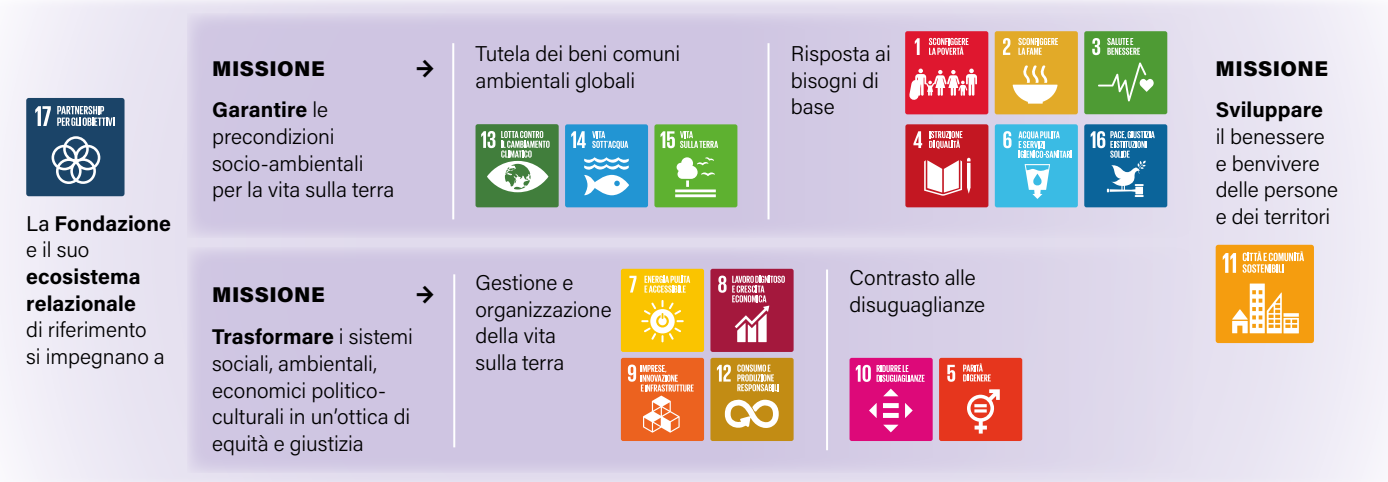 17 PARTNERSHIP
PER GLI OBIETTIVI
La Fondazione
e il suo
ecosistema
relazionale
di riferimento
si impegnano a
MISSIONE →
Garantire le
precondizioni
socio-ambientali
per la vita sulla terra
Tutela dei beni comuni
ambientali globali
13 LOTTA CONTRO
IL CAMBIAMENTO
CLIMATICO
14 VITA
SOTT'ACQUA
15 VITA
SULLA TERRA
Risposta ai
bisogni di
base
1 SCONFIGGERE
LA POVERTÀ
2 SCONFIGGERE
LA FAME
3 SALUTE E
BENESSERE
4 ISTRUZIONE
DI QUALITÀ
6 ACQUA PULITA
E SERVIZI
IGIENICO-SANITARI
16 PACE, GIUSTIZIA
E ISTITUZIONI
SOLIDE
MISSIONE →
Trasformare i sistemi
sociali, ambientali,
economici politico-
culturali in un'ottica di
equità e giustizia
Gestione e
organizzazione
della vita
sulla terra
7 ENERGIA PULITA
E ACCESSIBILE
8 LAVORO DIGNITOSO
E CRESCITA
ECONOMICA
9 IMPRESE,
INNOVAZIONE
E INFRASTRUTTURE
12 CONSUMO E
PRODUZIONE
RESPONSABILI
Contrasto alle
disuguaglianze
10 RIDURRE LE
DISUGUAGLIANZE
5 PARITÀ
DI GENERE
MISSIONE
Sviluppare
il benessere
e benvivere
delle persone
e dei territori
11 CITTÀ E COMUNITÀ
SOSTENIBILI